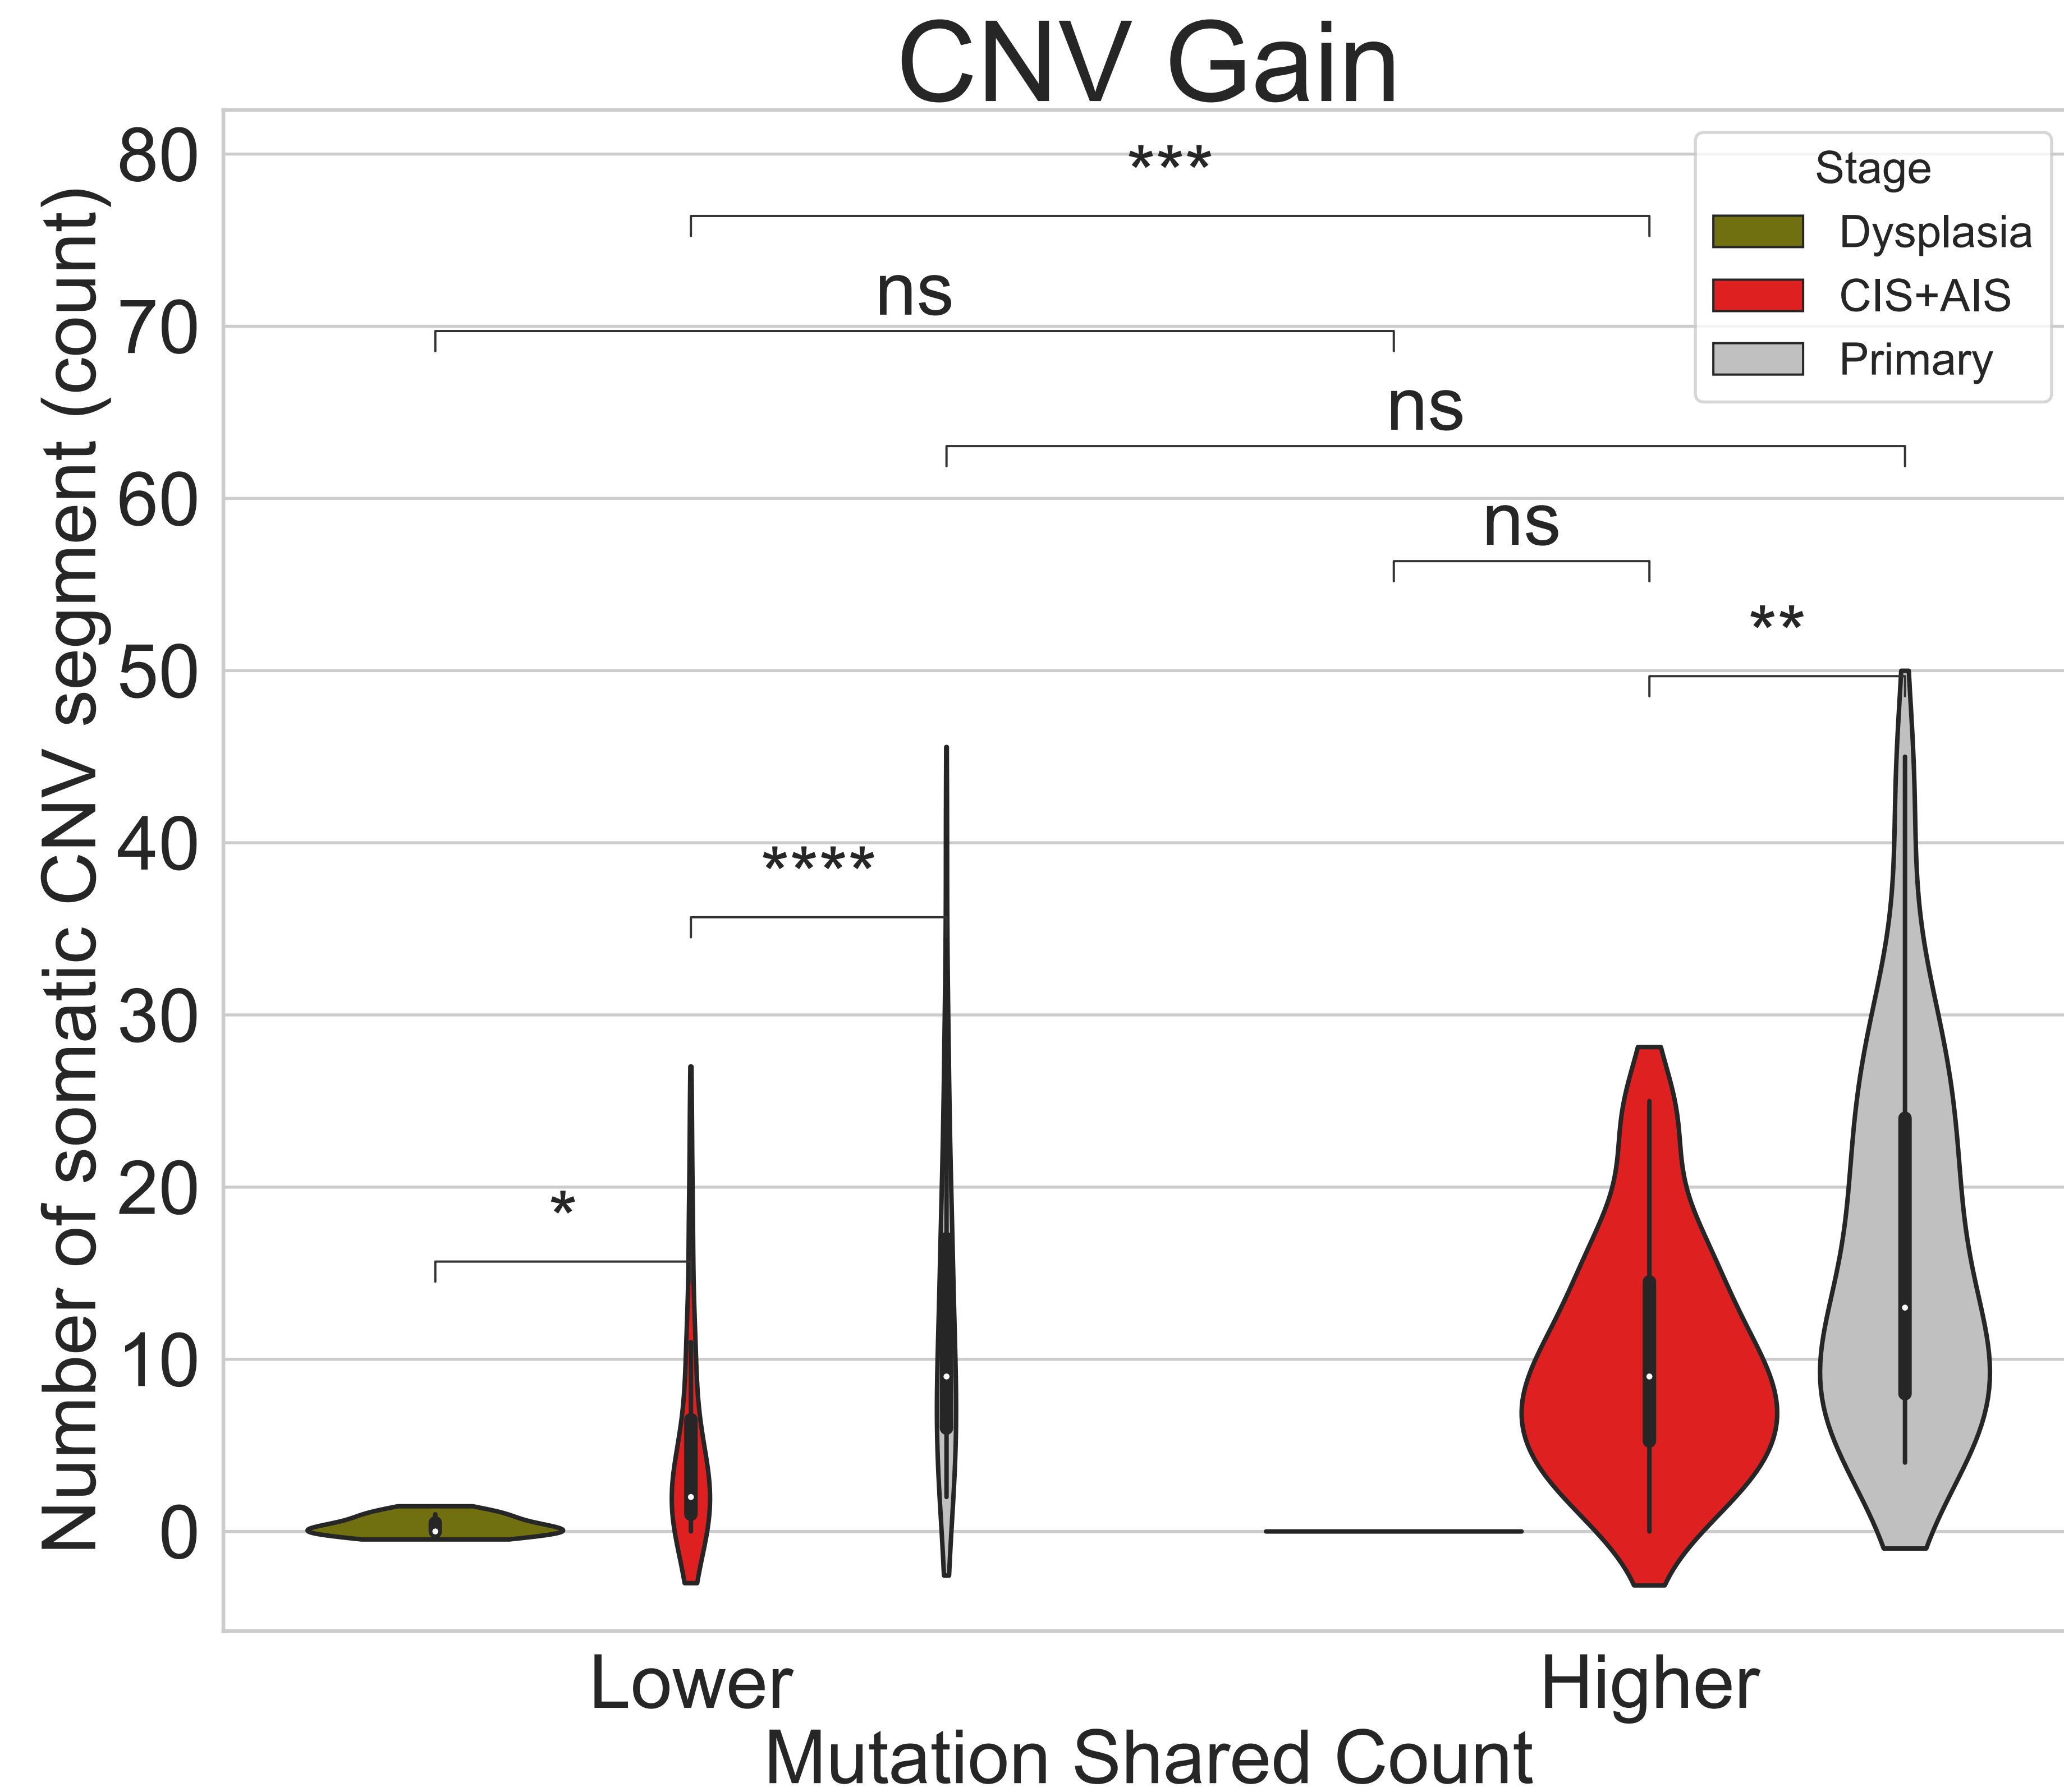 CNV Gain
Number of somatic CNV segment (count)
80
70
60
50
40
30
20
10
0
***
ns
ns
ns
**
****
*
Stage
Dysplasia
CIS+AIS
Primary
Lower
Higher
Mutation Shared Count